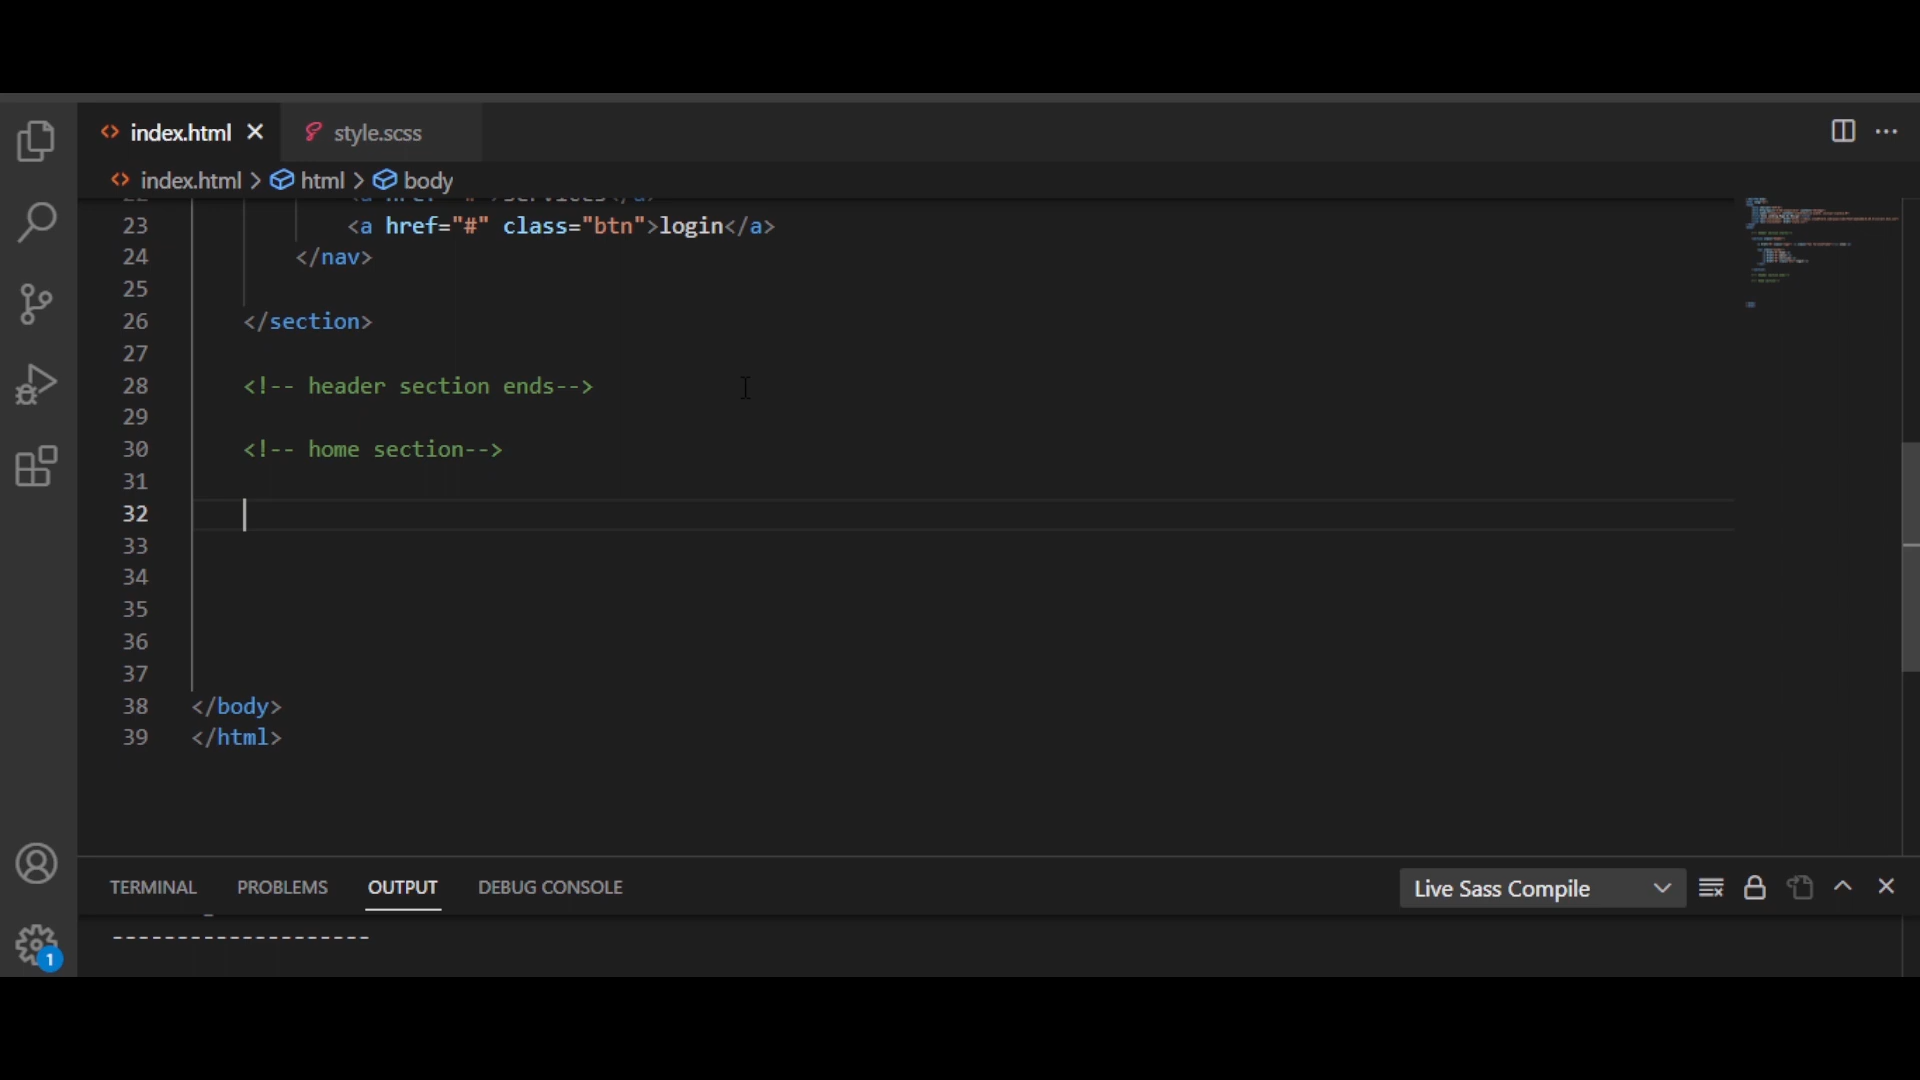 index.html
style.scss
index.html > html > body
23 <a href="#" class="btn">login</a>
24 </nav>
25
26 </section>
27
28 <!-- header section ends-->
29
30 <!-- home section-->
31
32
33
34
35
36
37
38 </body>
39 </html>
TERMINAL PROBLEMS OUTPUT DEBUG CONSOLE Live Sass Compile
1
--------------------